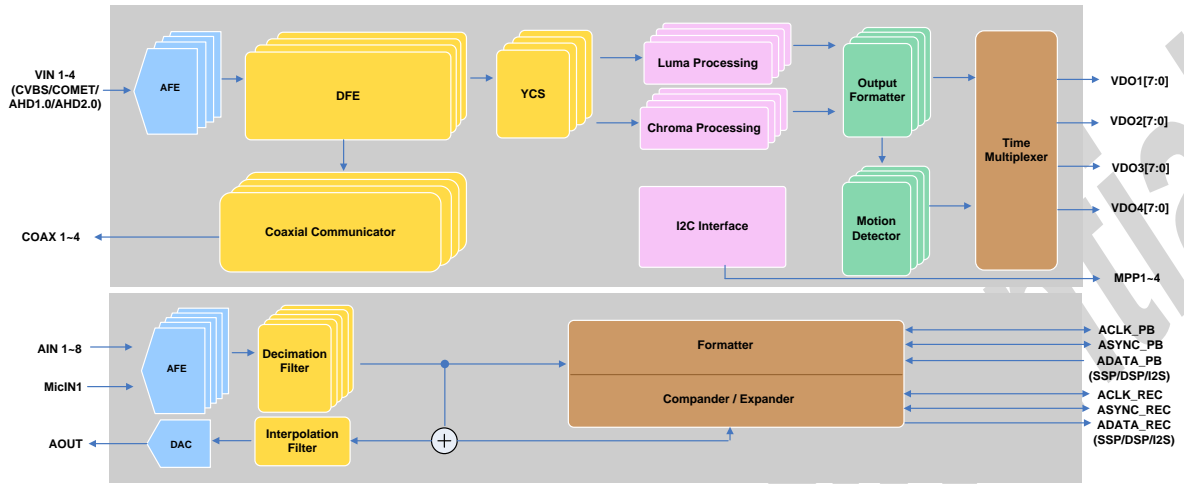 VIN 1-4
(CVBS/COMET/
AHD1.0/AHD2.0)
AFE
DFE
YCS
Luma Processing
Chroma Processing
Output
Formatter
Time
Multiplexer
VDO1[7:0]
VDO2[7:0]
VDO3[7:0]
VDO4[7:0]
COAX 1~4
Coaxial Communicator
I2C Interface
Motion
Detector
MPP1~4
AIN 1~8
MicIN1
AOUT
AFE
Decimation
Filter
DAC
Interpolation
Filter
+
Formatter
Compander / Expander
ACLK_PB
ASYNC_PB
ADATA_PB
(SSP/DSP/I2S)
ACLK_REC
ASYNC_REC
ADATA_REC
(SSP/DSP/I2S)